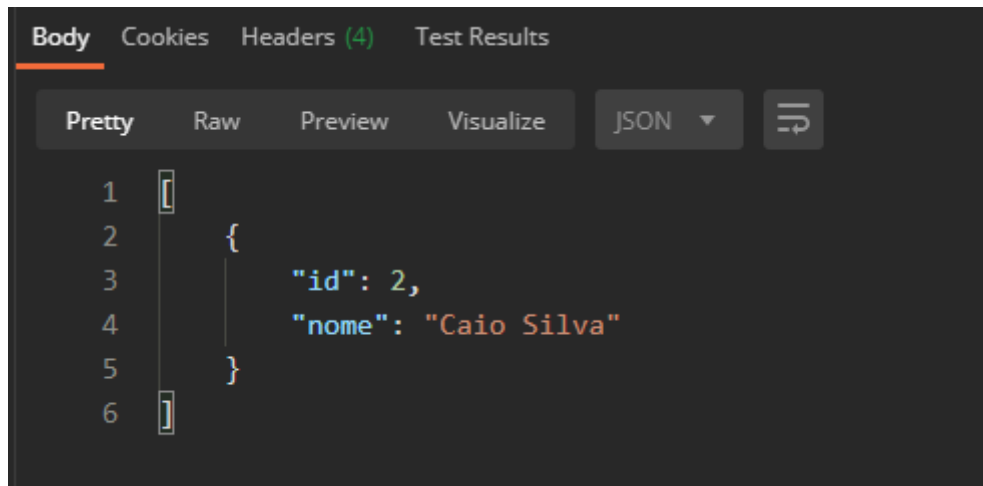 Body Cookies Headers (4) Test Results
Pretty Raw Preview Visualize JSON
1 [
2 {
3 "id": 2,
4 "nome": "Caio Silva"
5 }
6 ]